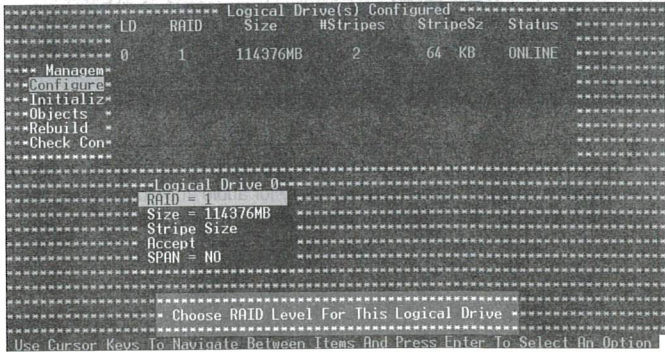 Logical Drive(s) Configured
LD RAID Size #Stripes StripeSz Status
0 1 114376MB 2 64 KB ONLINE
Managem
Configure
Initializ
Objects
Rebuild
Check Con
Logical Drive 0
RAID = 1
Size = 114376MB
Stripe Size
Accept
SPAN = NO
Choose RAID Level For This Logical Drive
Use Cursor Keys To Navigate Between Items And Press Enter To Select An Option